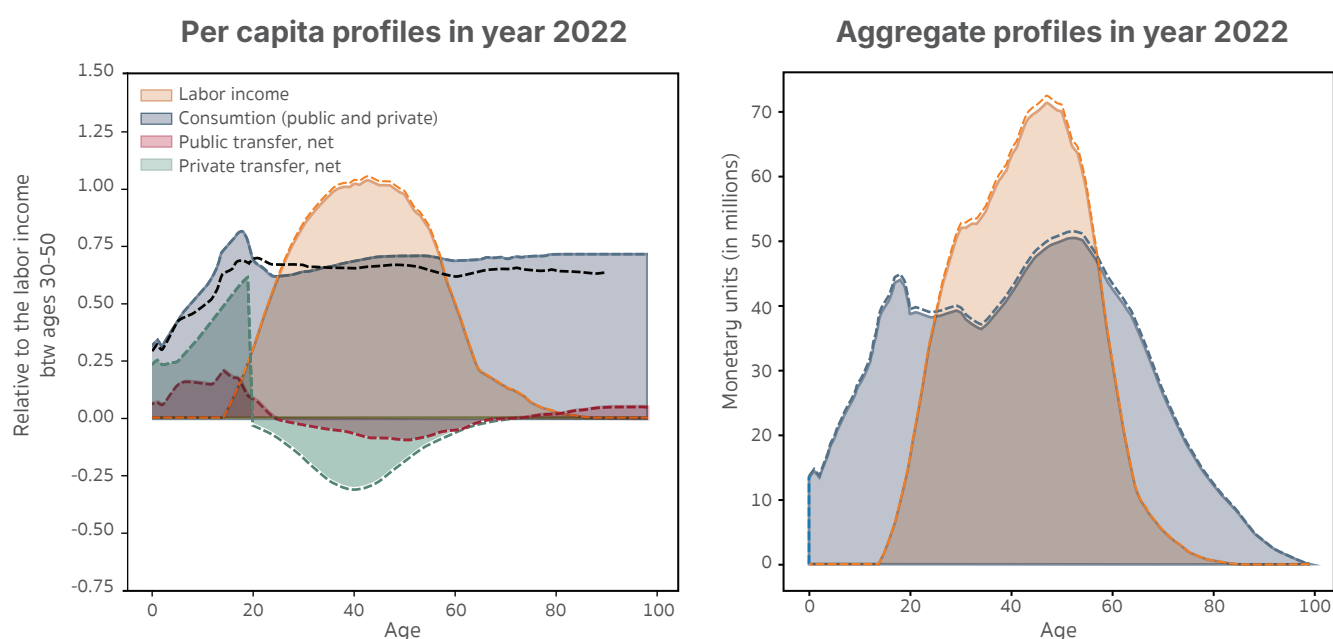 Per capita profiles in year 2022
Relative to the labor income
btw ages 30-50
1.50
1.25
1.00
0.75
0.50
0.25
0.00
-0.25
-0.50
-0.75
Labor income
Consumtion (public and private)
Public transfer, net
Private transfer, net
0 20 40 60 80 100
Age
Aggregate profiles in year 2022
Monetary units (in millions)
70
60
50
40
30
20
10
0
0 20 40 60 80 100
Age